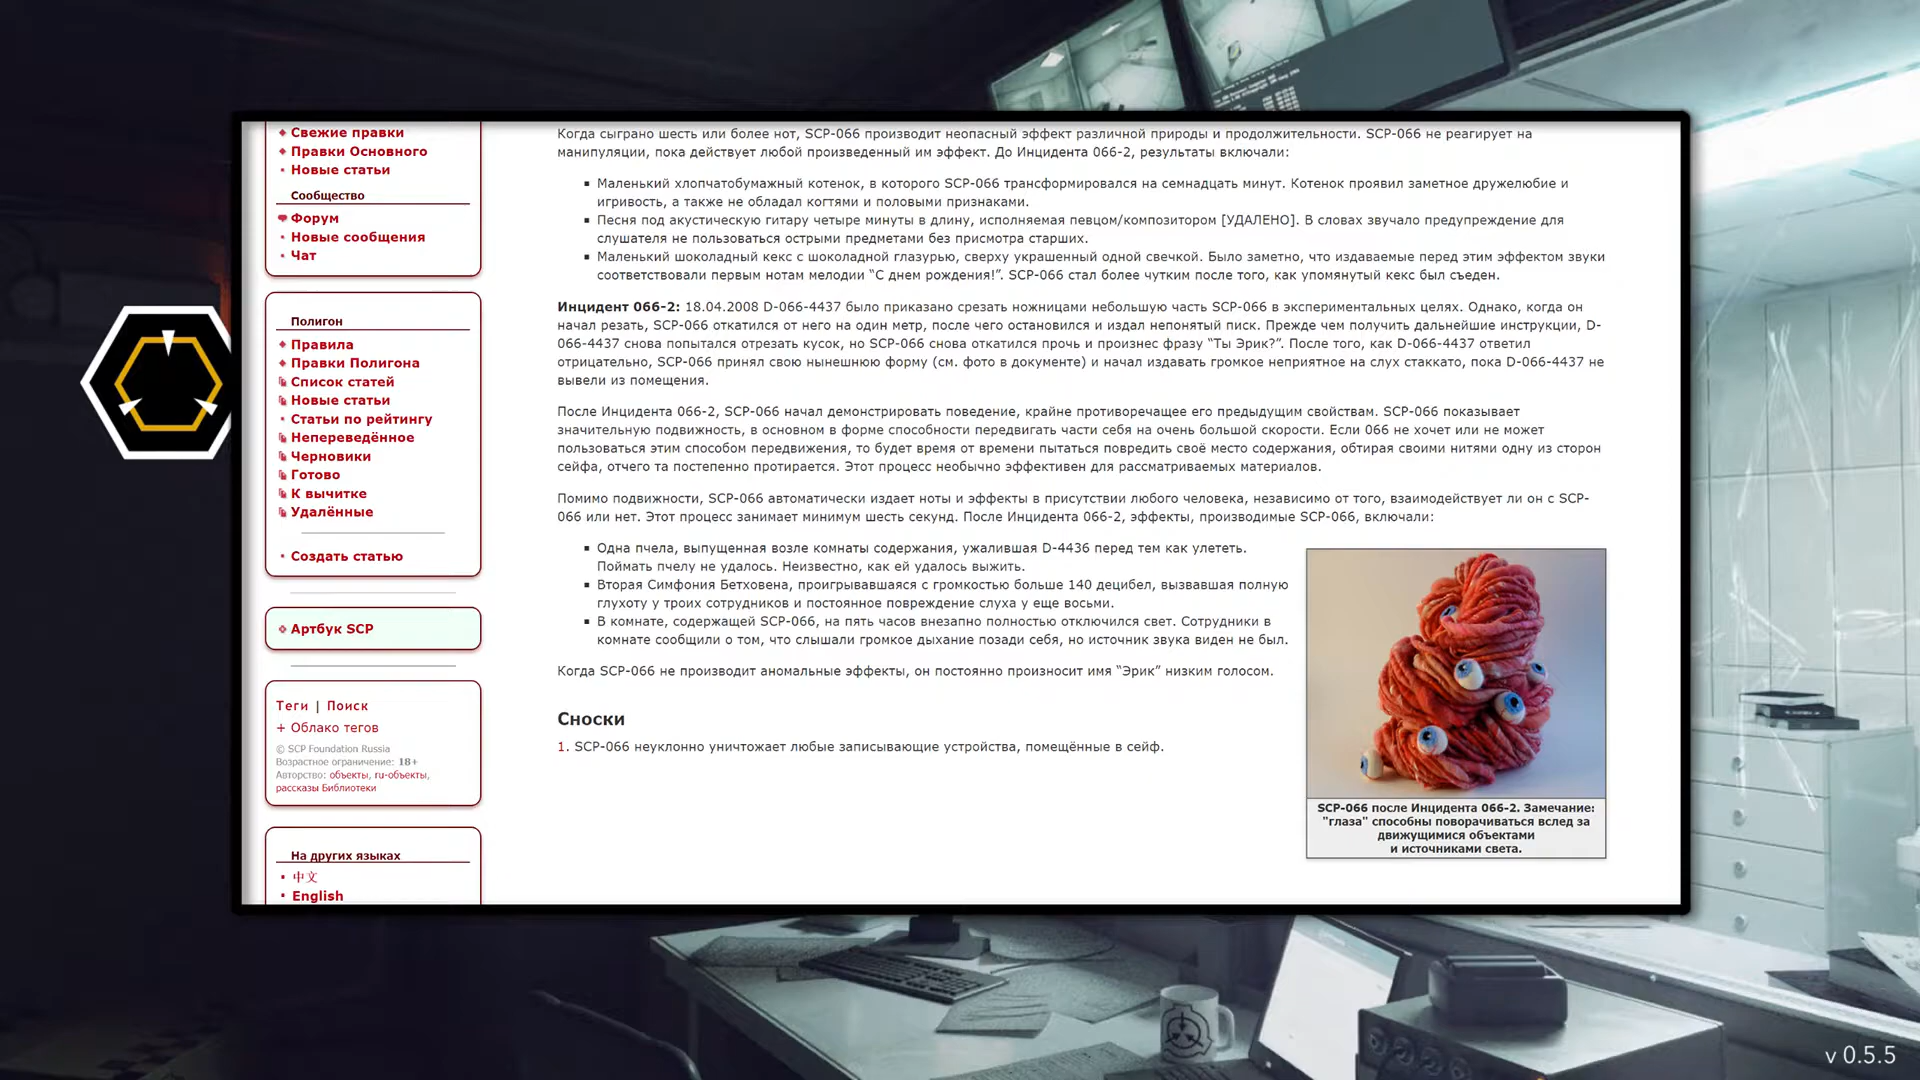 Свежие правки
Правки Основного
Новые статьи
Сообщество
Форум
Новые сообщения
Чат
Полигон
Правила
Правки Полигона
Список статей
Новые статьи
Статьи по рейтингу
Непереведённое
Черновики
Готово
К вычитке
Удалённые
Создать статью
Артбук SCP
Теги | Поиск
+ Облако тегов
© SCP Foundation Russia
Возрастное ограничение: 18+
Авторство: объекты, ru-объекты,
рассказы Библиотеки
На других языках
中文
English
Когда сыграно шесть или более нот, SCP-066 производит неопасный эффект различной природы и продолжительности. SCP-066 не реагирует на
манипуляции, пока действует любой произведенный им эффект. До Инцидента 066-2, результаты включали:
Маленький хлопчатобумажный котенок, в которого SCP-066 трансформировался на семнадцать минут. Котенок проявил заметное дружелюбие и
игривость, а также не обладал когтями и половыми признаками.
Песня под акустическую гитару четыре минуты в длину, исполняемая певцом/композитором [УДАЛЕНО]. В словах звучало предупреждение для
слушателя не пользоваться острыми предметами без присмотра старших.
Маленький шоколадный кекс с шоколадной глазурью, сверху украшенный одной свечкой. Было заметно, что издаваемые перед этим эффектом звуки
соответствовали первым нотам мелодии “С днем рождения!”. SCP-066 стал более чутким после того, как упомянутый кекс был съеден.
Инцидент 066-2: 18.04.2008 D-066-4437 было приказано срезать ножницами небольшую часть SCP-066 в экспериментальных целях. Однако, когда он
начал резать, SCP-066 откатился от него на один метр, после чего остановился и издал непонятый писк. Прежде чем получить дальнейшие инструкции, D-
066-4437 снова попытался отрезать кусок, но SCP-066 снова откатился прочь и произнес фразу “Ты Эрик?”. После того, как D-066-4437 ответил
отрицательно, SCP-066 принял свою нынешнюю форму (см. фото в документе) и начал издавать громкое неприятное на слух стаккато, пока D-066-4437 не
вывели из помещения.
После Инцидента 066-2, SCP-066 начал демонстрировать поведение, крайне противоречащее его предыдущим свойствам. SCP-066 показывает
значительную подвижность, в основном в форме способности передвигать части себя на очень большой скорости. Если 066 не хочет или не может
пользоваться этим способом передвижения, то будет время от времени пытаться повредить своё место содержания, обтирая своими нитями одну из сторон
сейфа, отчего та постепенно протирается. Этот процесс необычно эффективен для рассматриваемых материалов.
Помимо подвижности, SCP-066 автоматически издает ноты и эффекты в присутствии любого человека, независимо от того, взаимодействует ли он с SCP-
066 или нет. Этот процесс занимает минимум шесть секунд. После Инцидента 066-2, эффекты, производимые SCP-066, включали:
Одна пчела, выпущенная возле комнаты содержания, ужалившая D-4436 перед тем как улететь.
Поймать пчелу не удалось. Неизвестно, как ей удалось выжить.
Вторая Симфония Бетховена, проигрывавшаяся с громкостью больше 140 децибел, вызвавшая полную
глухоту у троих сотрудников и постоянное повреждение слуха у еще восьми.
В комнате, содержащей SCP-066, на пять часов внезапно полностью отключился свет. Сотрудники в
комнате сообщили о том, что слышали громкое дыхание позади себя, но источник звука виден не был.
Когда SCP-066 не производит аномальные эффекты, он постоянно произносит имя “Эрик” низким голосом.
Сноски
1. SCP-066 неуклонно уничтожает любые записывающие устройства, помещённые в сейф.
SCP-066 после Инцидента 066-2. Замечание:
"глаза" способны поворачиваться вслед за
движущимися объектами
и источниками света.
v 0.5.5